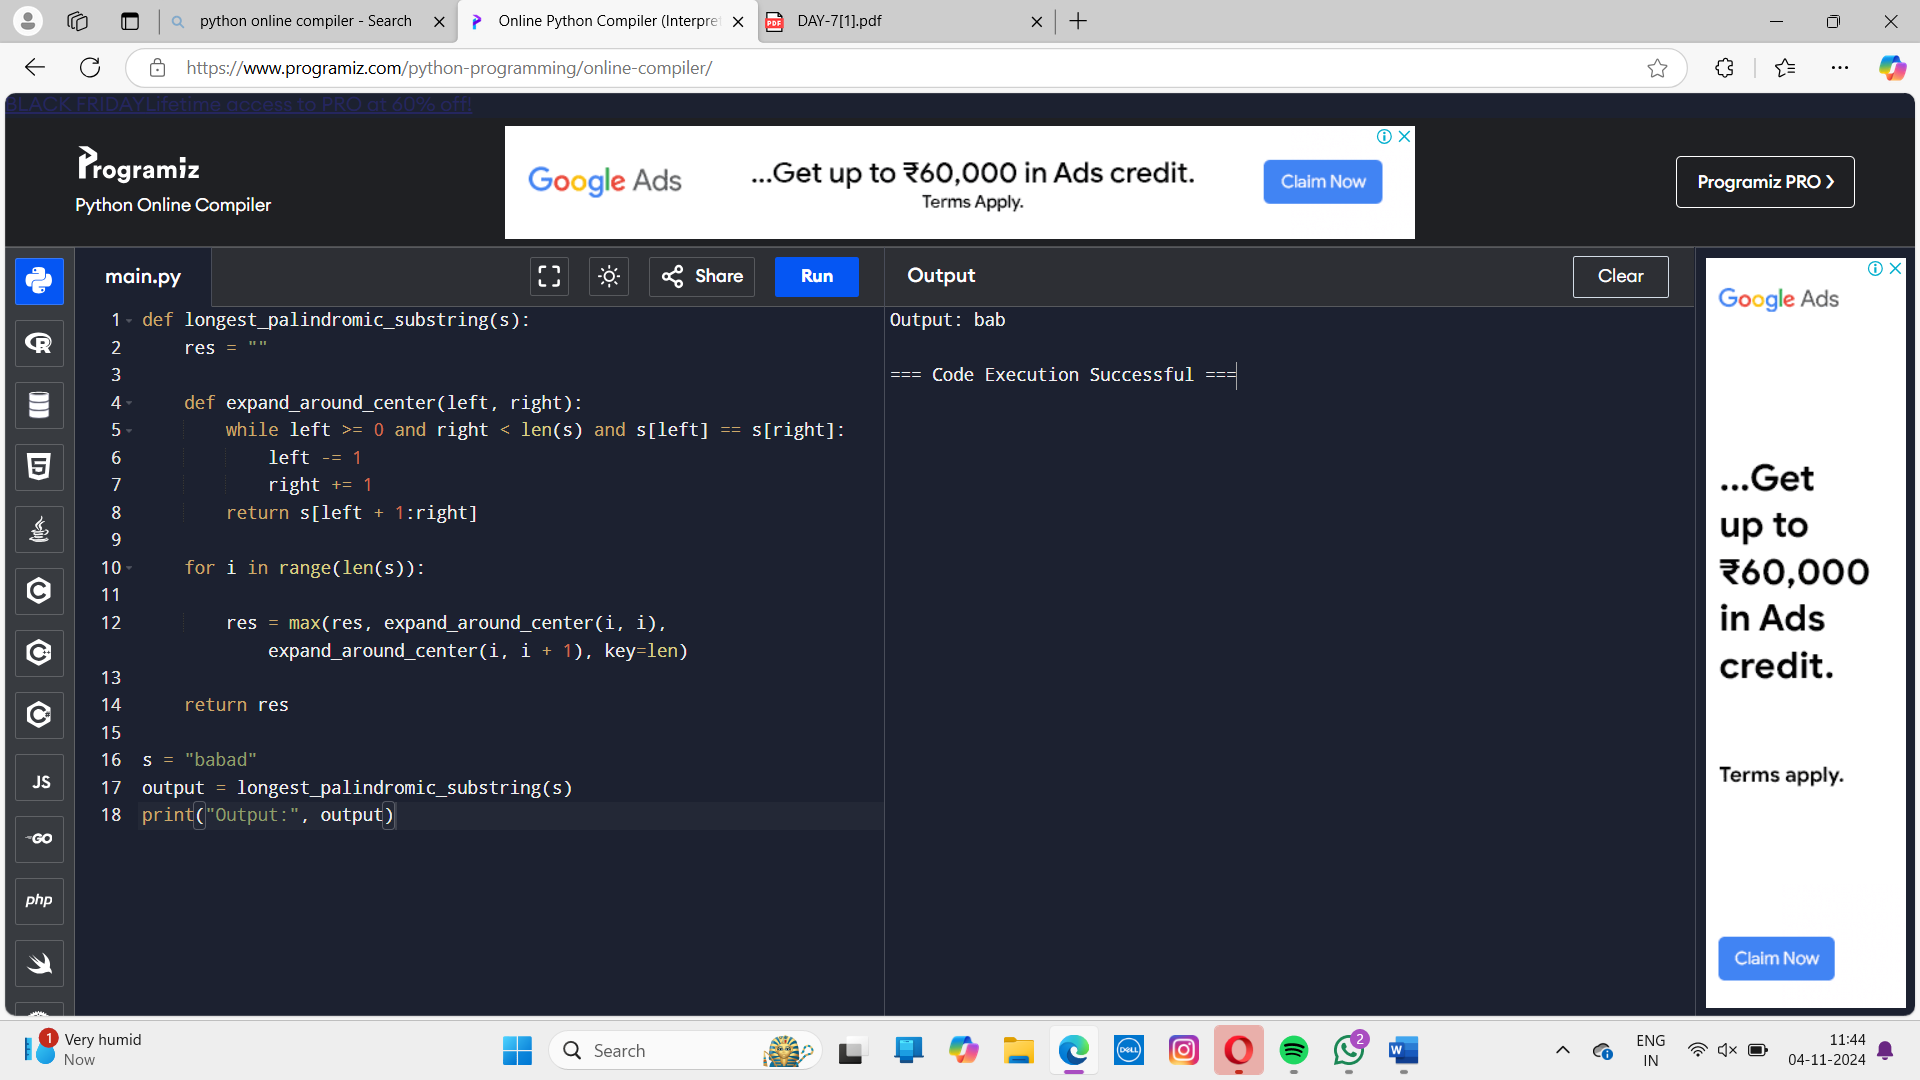 python online compiler - Search
Online Python Compiler (Interpre
DAY-7[1].pdf
https://www.programiz.com/python-programming/online-compiler/
BLACK FRIDAYLifetime access to PRO at 60% off!
Programiz
Python Online Compiler
Google Ads
...Get up to ₹60,000 in Ads credit.
Terms Apply.
Claim Now
Programiz PRO ❯
main.py
Share
Run
Output
Clear
1 def longest_palindromic_substring(s):
2     res = ""
3
4     def expand_around_center(left, right):
5         while left >= 0 and right < len(s) and s[left] == s[right]:
6             left -= 1
7             right += 1
8         return s[left + 1:right]
9
10     for i in range(len(s)):
11
12         res = max(res, expand_around_center(i, i),
            expand_around_center(i, i + 1), key=len)
13
14     return res
15
16 s = "babad"
17 output = longest_palindromic_substring(s)
18 print("Output:", output)
Output: bab
=== Code Execution Successful ===
Google Ads
...Get
up to
₹60,000
in Ads
credit.
Terms apply.
Claim Now
JS
GO
php
1
Very humid
Now
Search
DELL
2
W
ENG
IN
11:44
04-11-2024